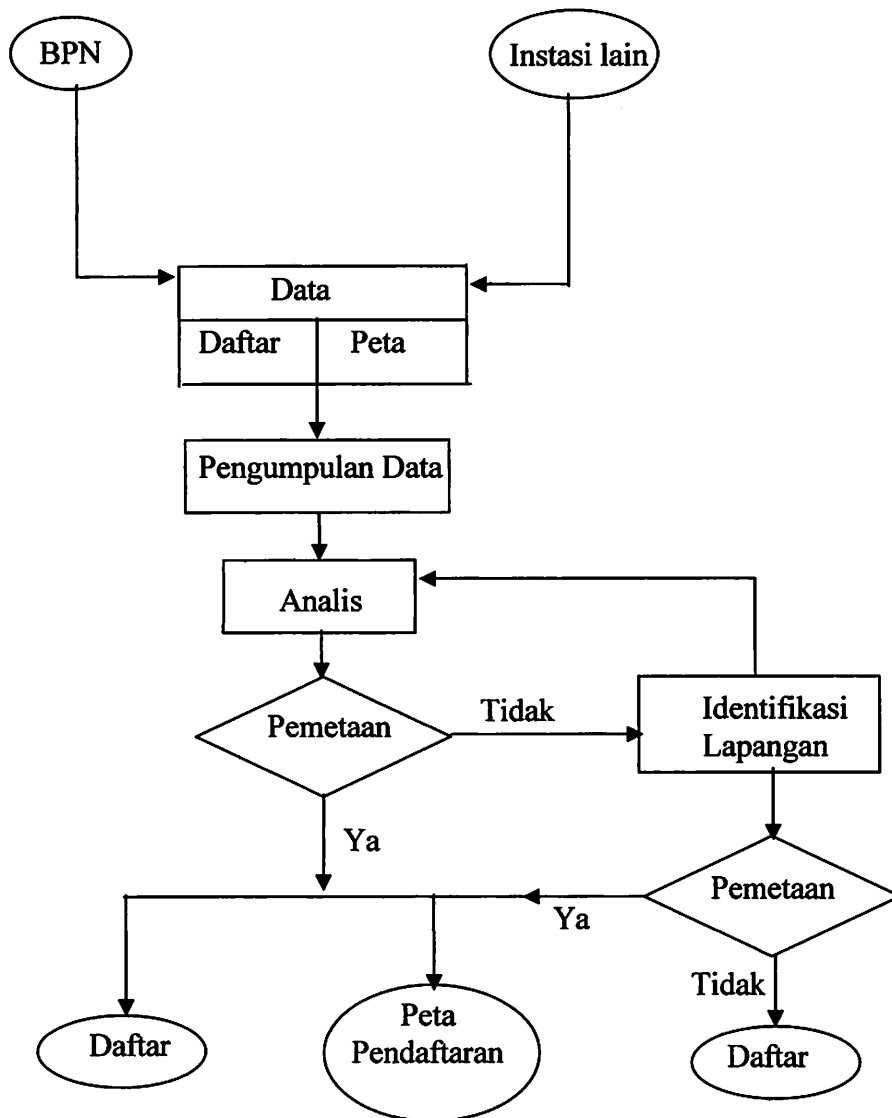 BPN
Instasi lain
Data
Daftar
Peta
Pengumpulan Data
Analis
Pemetaan
Tidak
Identifikasi
Lapangan
Ya
Pemetaan
Ya
Tidak
Daftar
Peta
Pendaftaran
Daftar